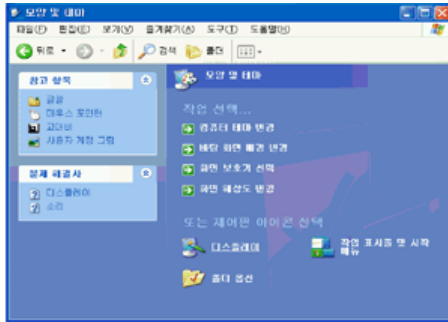 모양 및 테마
파일(F) 편집(E) 보기(V) 즐겨찾기(A) 도구(T) 도움말(H)
뒤로 검색 폴더
참고 항목
글꼴
마우스 포인터
고대비
사용자 계정 그림
문제 해결사
디스플레이
소리
모양 및 테마
작업 선택...
컴퓨터 테마 변경
바탕 화면 배경 변경
화면 보호기 선택
화면 해상도 변경
또는 제어판 아이콘 선택
디스플레이
작업 표시줄 및 시작
메뉴
폴더 옵션